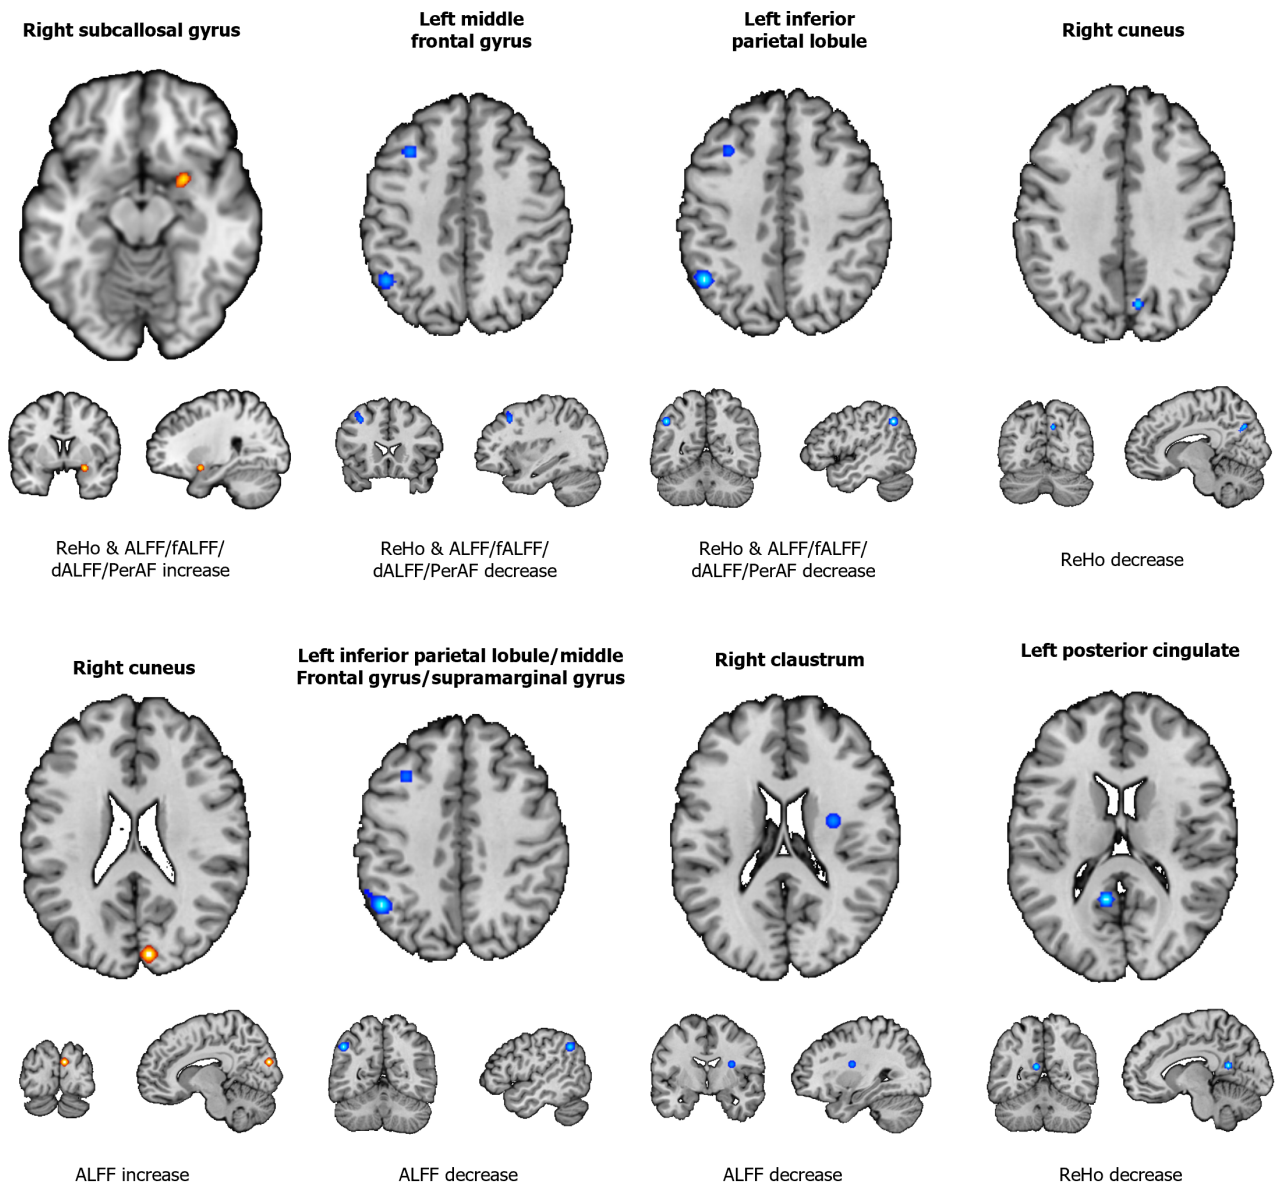 Right subcallosal gyrus
Left middle
frontal gyrus
Left inferior
parietal lobule
Right cuneus
ReHo & ALFF/fALFF/
dALFF/PerAF increase
ReHo & ALFF/fALFF/
dALFF/PerAF decrease
ReHo & ALFF/fALFF/
dALFF/PerAF decrease
ReHo decrease
Right cuneus
Left inferior parietal lobule/middle
Frontal gyrus/supramarginal gyrus
Right claustrum
Left posterior cingulate
ALFF increase
ALFF decrease
ALFF decrease
ReHo decrease